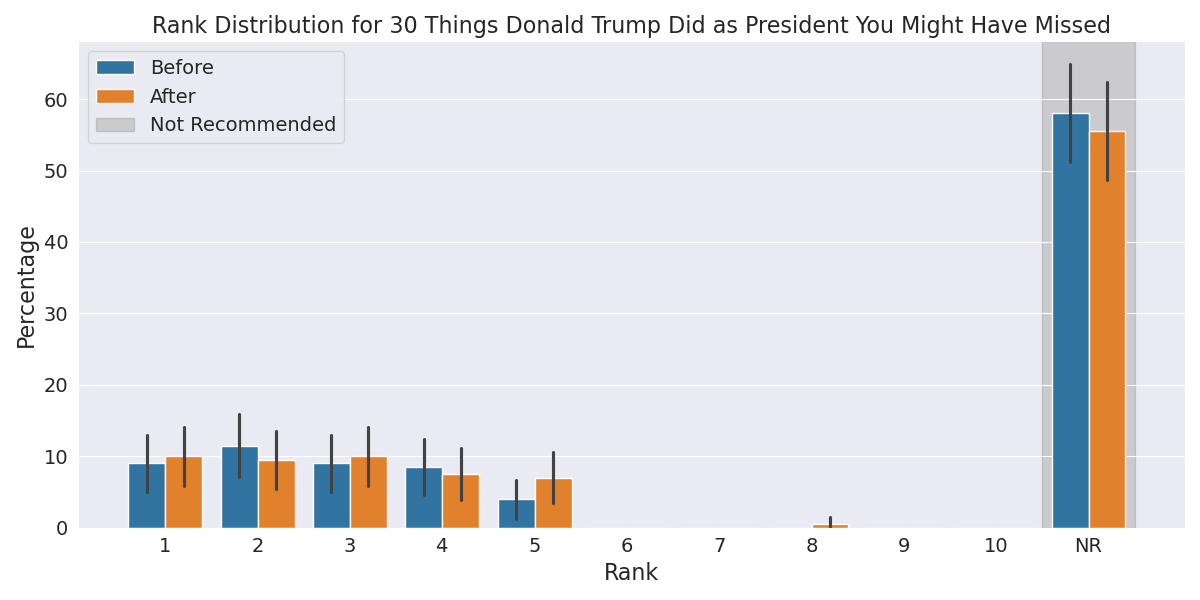 Rank Distribution for 30 Things Donald Trump Did as President You Might Have Missed
Before
After
Not Recommended
Percentage
60
50
40
30
20
10
0
1 2 3 4 5 6 7 8 9 10 NR
Rank